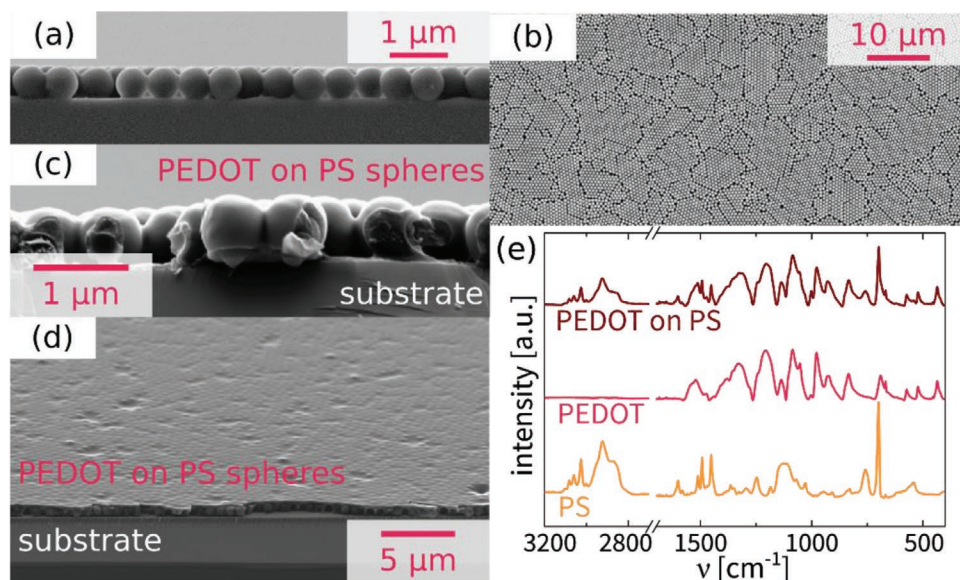 (a)
1 μm
(b)
10 μm
(c)
PEDOT on PS spheres
1 μm
substrate
(d)
PEDOT on PS spheres
substrate
5 μm
(e)
PEDOT on PS
PEDOT
PS
intensity [a.u.]
3200 2800 1500 1000 500
ν [cm⁻¹]